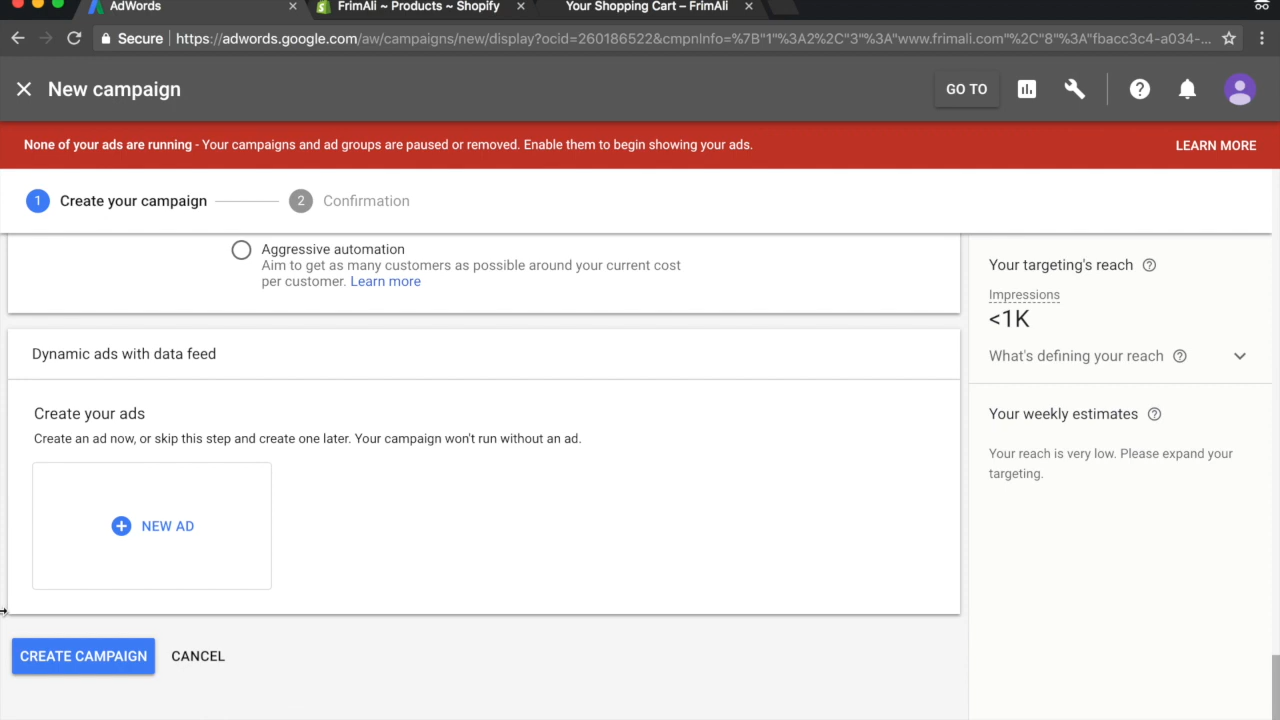 AdWords
FrimAli ~ Products ~ Shopify
Your Shopping Cart – FrimAli
Secure
https://adwords.google.com/aw/campaigns/new/display?ocid=260186522&cmpnInfo=%7B"1"%3A2%2C"3"%3A"www.frimali.com"%2C"8"%3A"fbacc3c4-a034-...
New campaign
GO TO
None of your ads are running - Your campaigns and ad groups are paused or removed. Enable them to begin showing your ads.
LEARN MORE
1 Create your campaign
2 Confirmation
Aggressive automation
Aim to get as many customers as possible around your current cost
per customer. Learn more
Dynamic ads with data feed
Create your ads
Create an ad now, or skip this step and create one later. Your campaign won't run without an ad.
NEW AD
CREATE CAMPAIGN
CANCEL
Your targeting's reach
Impressions
<1K
What's defining your reach
Your weekly estimates
Your reach is very low. Please expand your
targeting.